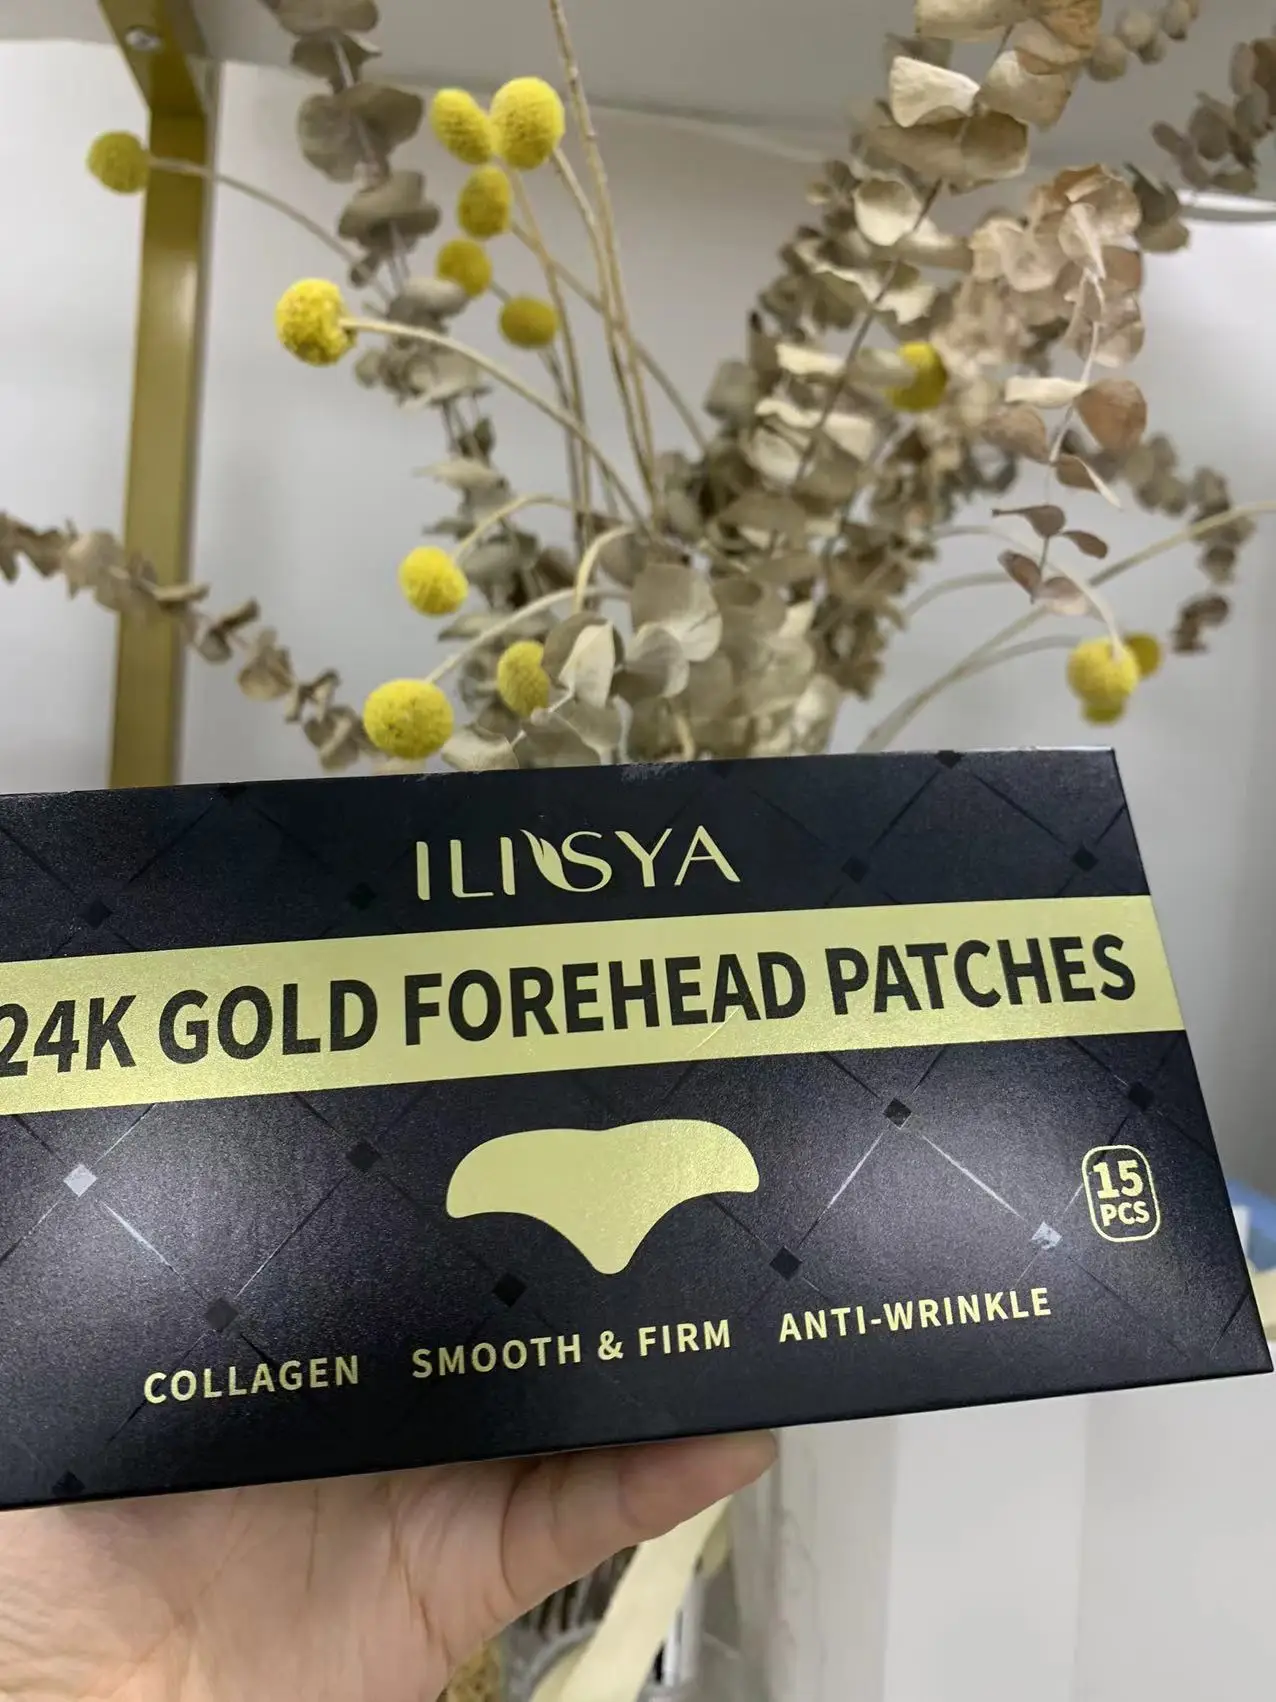 ILISYA
24K GOLD FOREHEAD PATCHES
15
PCS
COLLAGEN SMOOTH & FIRM ANTI-WRINKLE